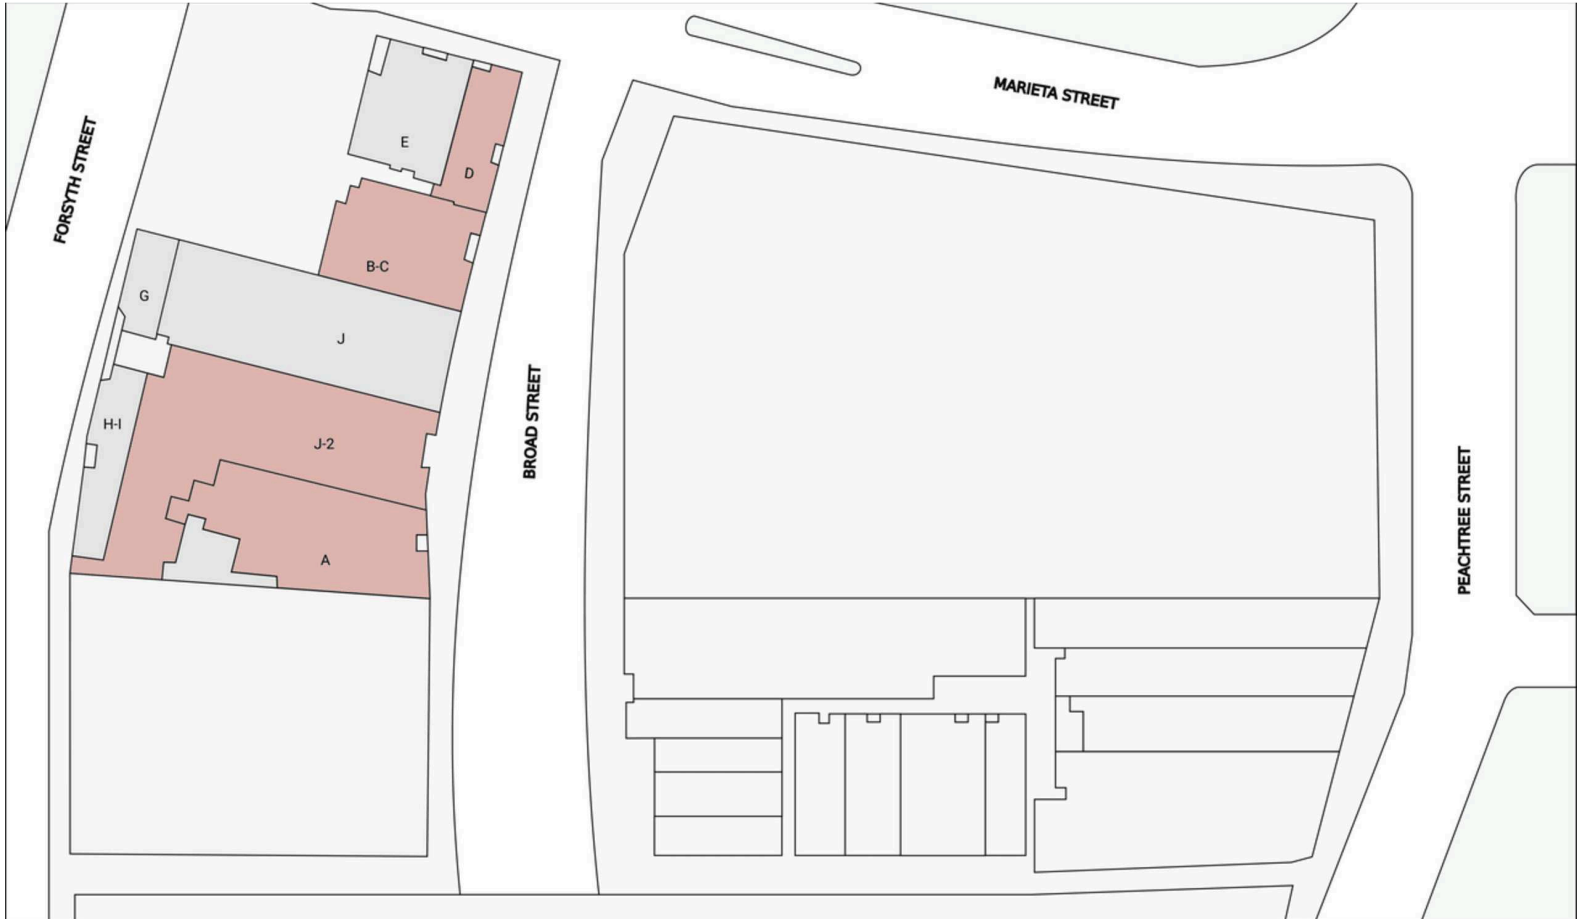 MARIETA STREET
FORSYTH STREET
E
D
B-C
G
J
BROAD STREET
H-I
J-2
A
PEACHTREE STREET